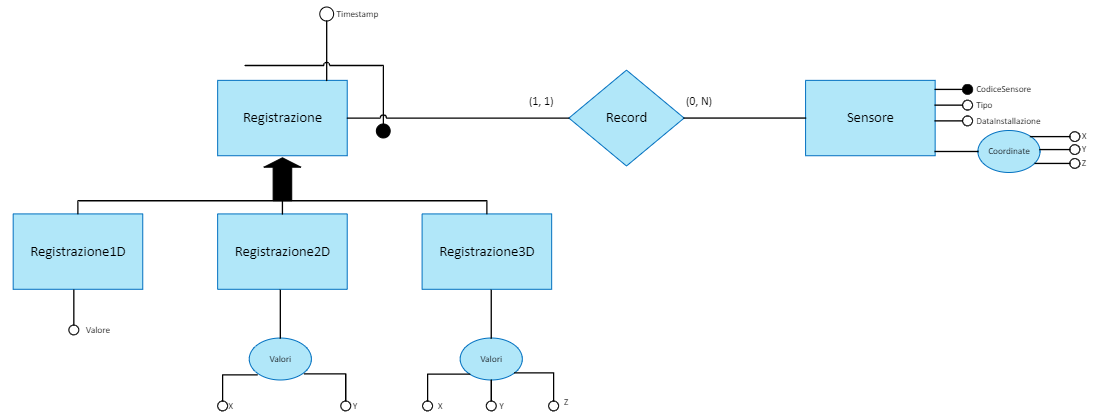 Timestamp
Registrazione
(1, 1)
Record
(0, N)
Sensore
CodiceSensore
Tipo
DataInstallazione
Coordinate
X
Y
Z
Registrazione1D
Registrazione2D
Registrazione3D
Valore
Valori
X
Y
Valori
X
Y
Z